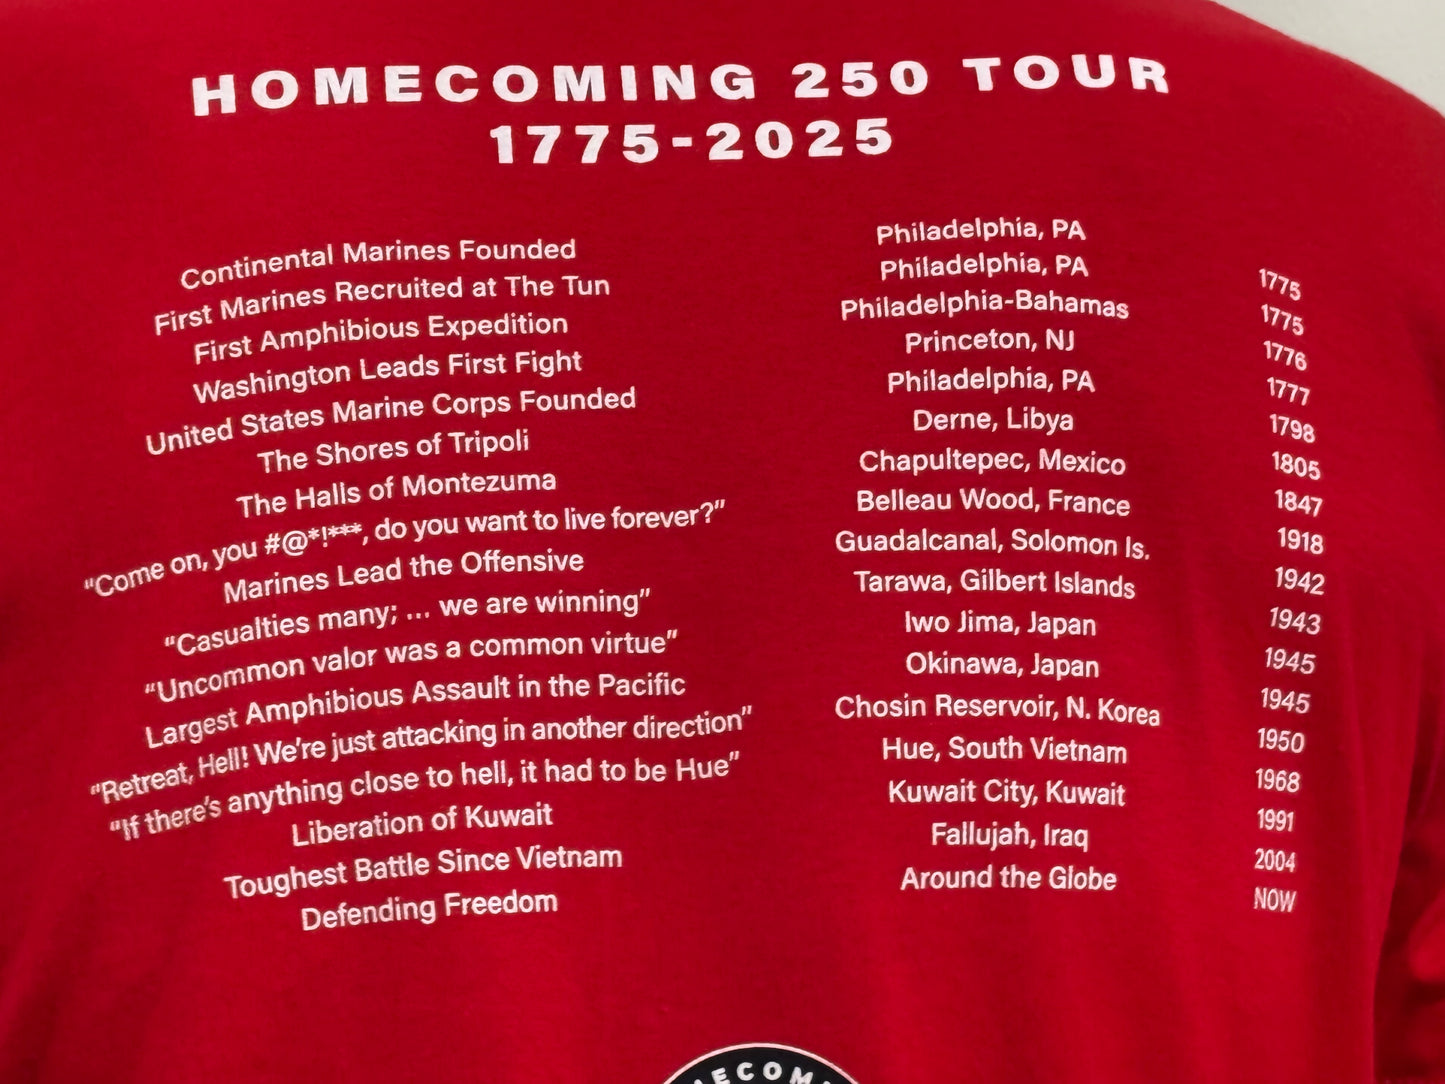 HOMECOMING 250 TOUR
1775-2025
Continental Marines Founded Philadelphia, PA 1775
First Marines Recruited at The Tun Philadelphia, PA 1775
First Amphibious Expedition Philadelphia-Bahamas 1776
Washington Leads First Fight Princeton, NJ 1777
United States Marine Corps Founded Philadelphia, PA 1798
The Shores of Tripoli Derne, Libya 1805
The Halls of Montezuma Chapultepec, Mexico 1847
“Come on, you #@*!***, do you want to live forever?” Belleau Wood, France 1918
Marines Lead the Offensive Guadalcanal, Solomon Is. 1942
“Casualties many; ... we are winning” Tarawa, Gilbert Islands 1943
“Uncommon valor was a common virtue” Iwo Jima, Japan 1945
Largest Amphibious Assault in the Pacific Okinawa, Japan 1945
“Retreat, Hell! We’re just attacking in another direction” Chosin Reservoir, N. Korea 1950
“If there’s anything close to hell, it had to be Hue” Hue, South Vietnam 1968
Liberation of Kuwait Kuwait City, Kuwait 1991
Toughest Battle Since Vietnam Fallujah, Iraq 2004
Defending Freedom Around the Globe NOW